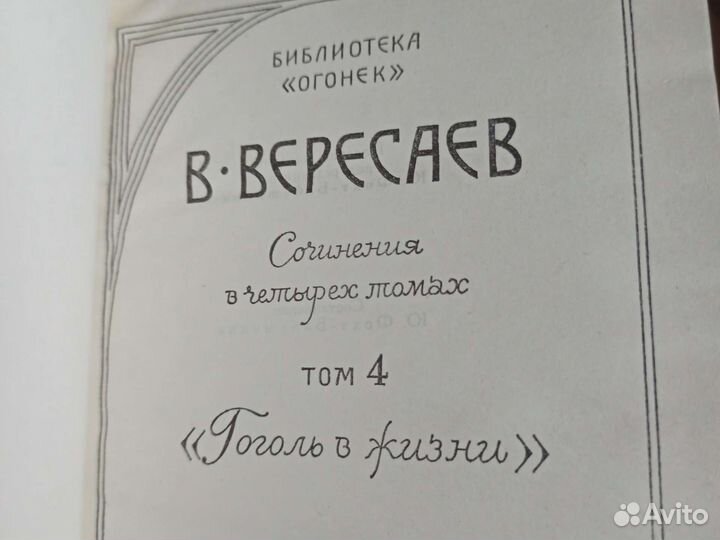 БИБЛИОТЕКА
«ОГОНЕК»
В·ВЕРЕСАЕВ
Сочинения
в четырех томах
ТОМ 4
«Гоголь в жизни»
Avito